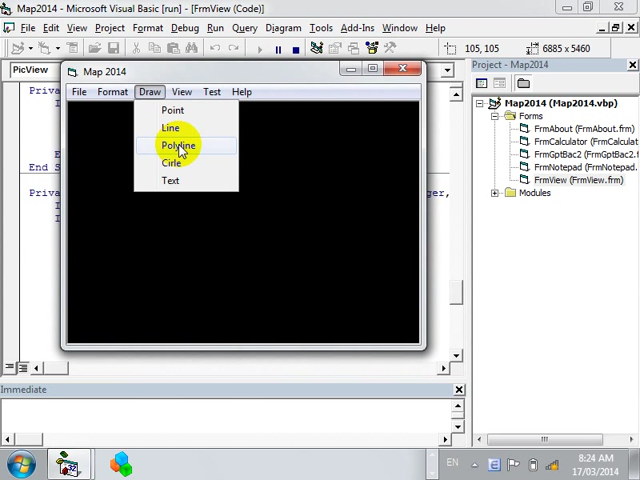 Map2014 - Microsoft Visual Basic [run] - [FrmView (Code)]
File Edit View Project Format Debug Run Query Diagram Tools Add-Ins Window Help
105, 105 6885 x 5460
PicView
Project - Map2014
Map 2014
File Format Draw View Test Help
Point
Line
Polyline
Cirle
Text
Map2014 (Map2014.vbp)
Forms
FrmAbout (FrmAbout.frm)
FrmCalculator (FrmCalculat
FrmGptBac2 (FrmGptBac2.f
FrmNotepad (FrmNotepad.
FrmView (FrmView.frm)
Modules
Priva
I
E
End S
Priva ger,
I
I
Immediate
EN
8:24 AM
17/03/2014